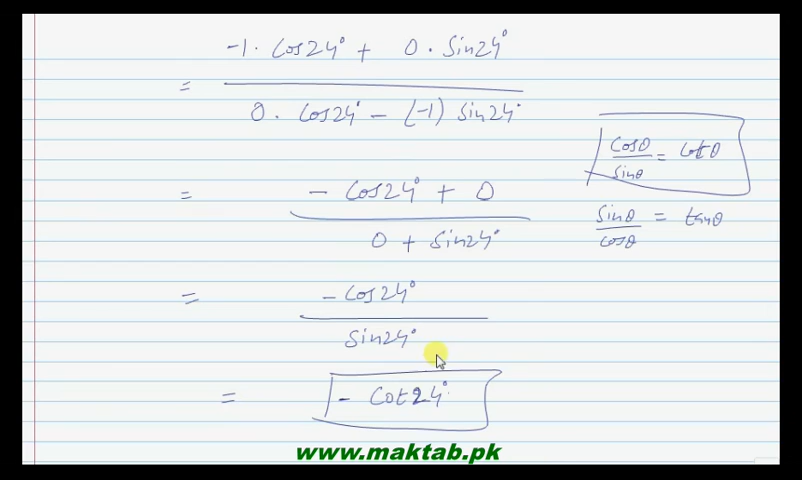 -1. Cos24° + 0. Sin24°
=
0. Cos24° - (-1) Sin24°
Cosθ/Sinθ = Cotθ
= - Cos24° + 0
0 + Sin24°
Sinθ/Cosθ = tanθ
= - Cos24°
Sin24°
= - Cot24°
www.maktab.pk